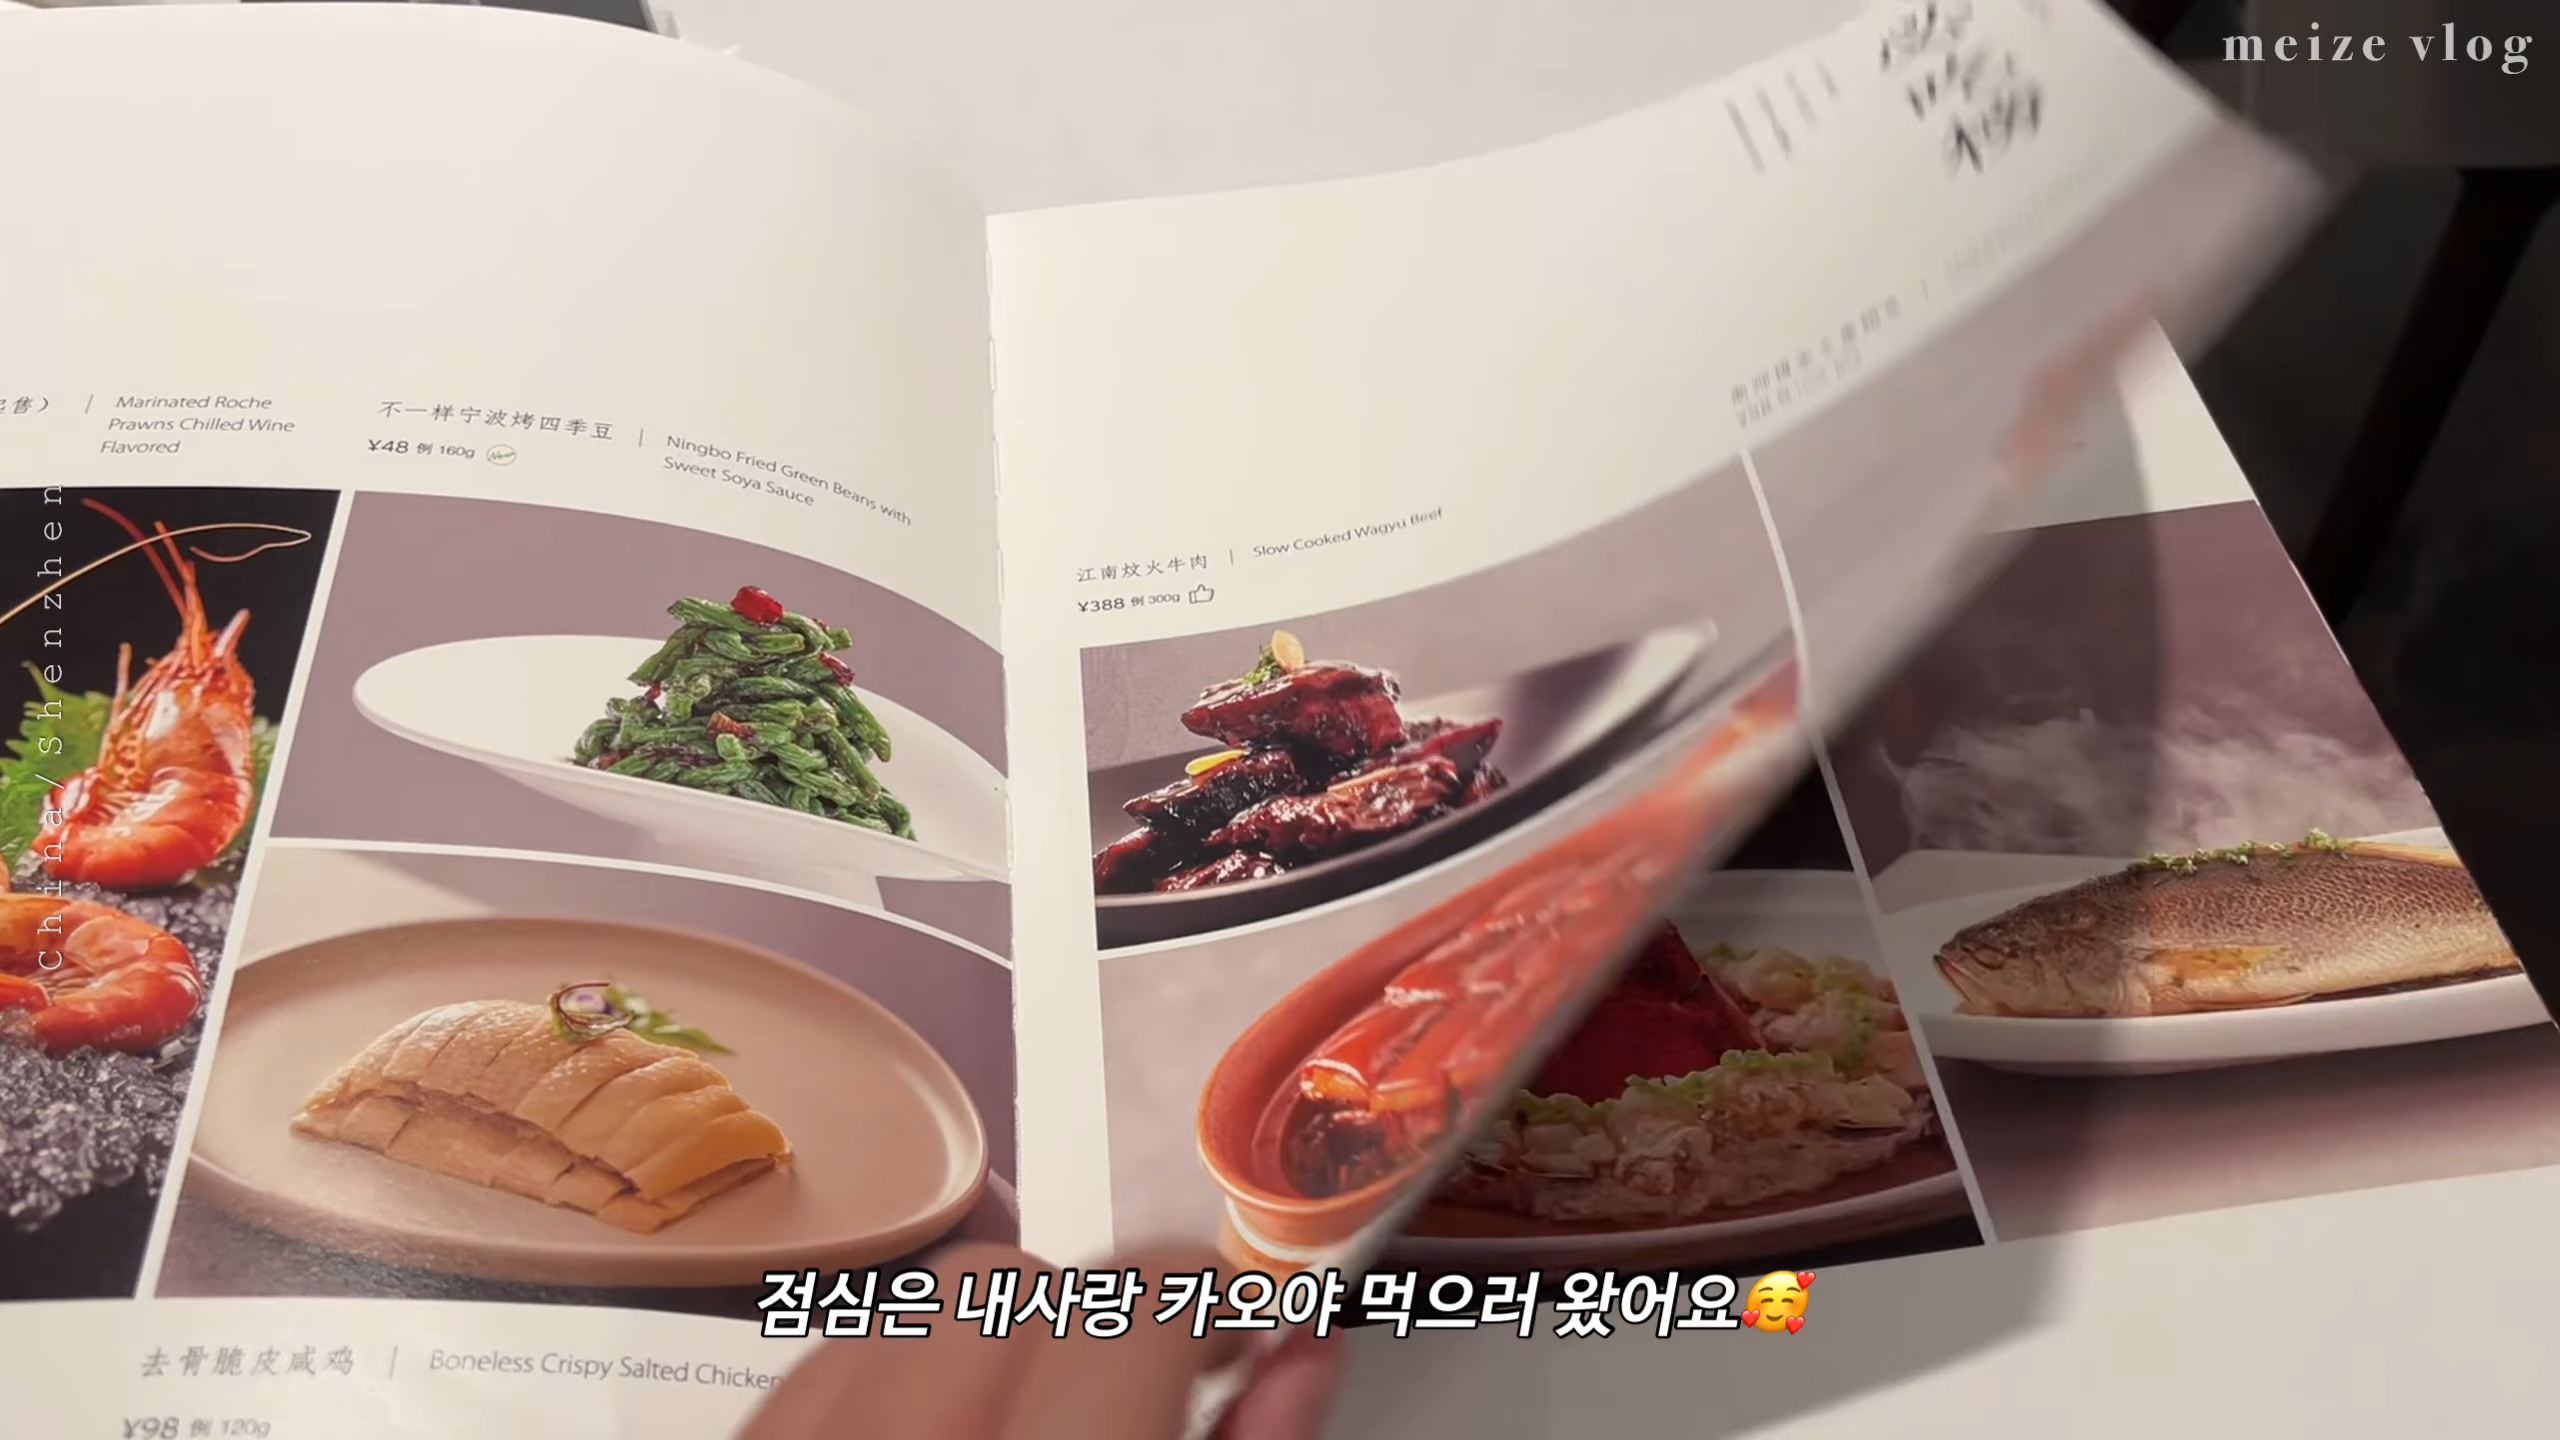 meize vlog
China/Shenzhen
售）
Marinated Roche
Prawns Chilled Wine
Flavored
不一样宁波烤四季豆
¥48 例 160g New
Ningbo Fried Green Beans with
Sweet Soya Sauce
江南炆火牛肉 | Slow Cooked Wagyu Beef
¥388 例 300g
去骨脆皮咸鸡 | Boneless Crispy Salted Chicken
¥98 例 120g
점심은 내사랑 카오야 먹으러 왔어요🥰